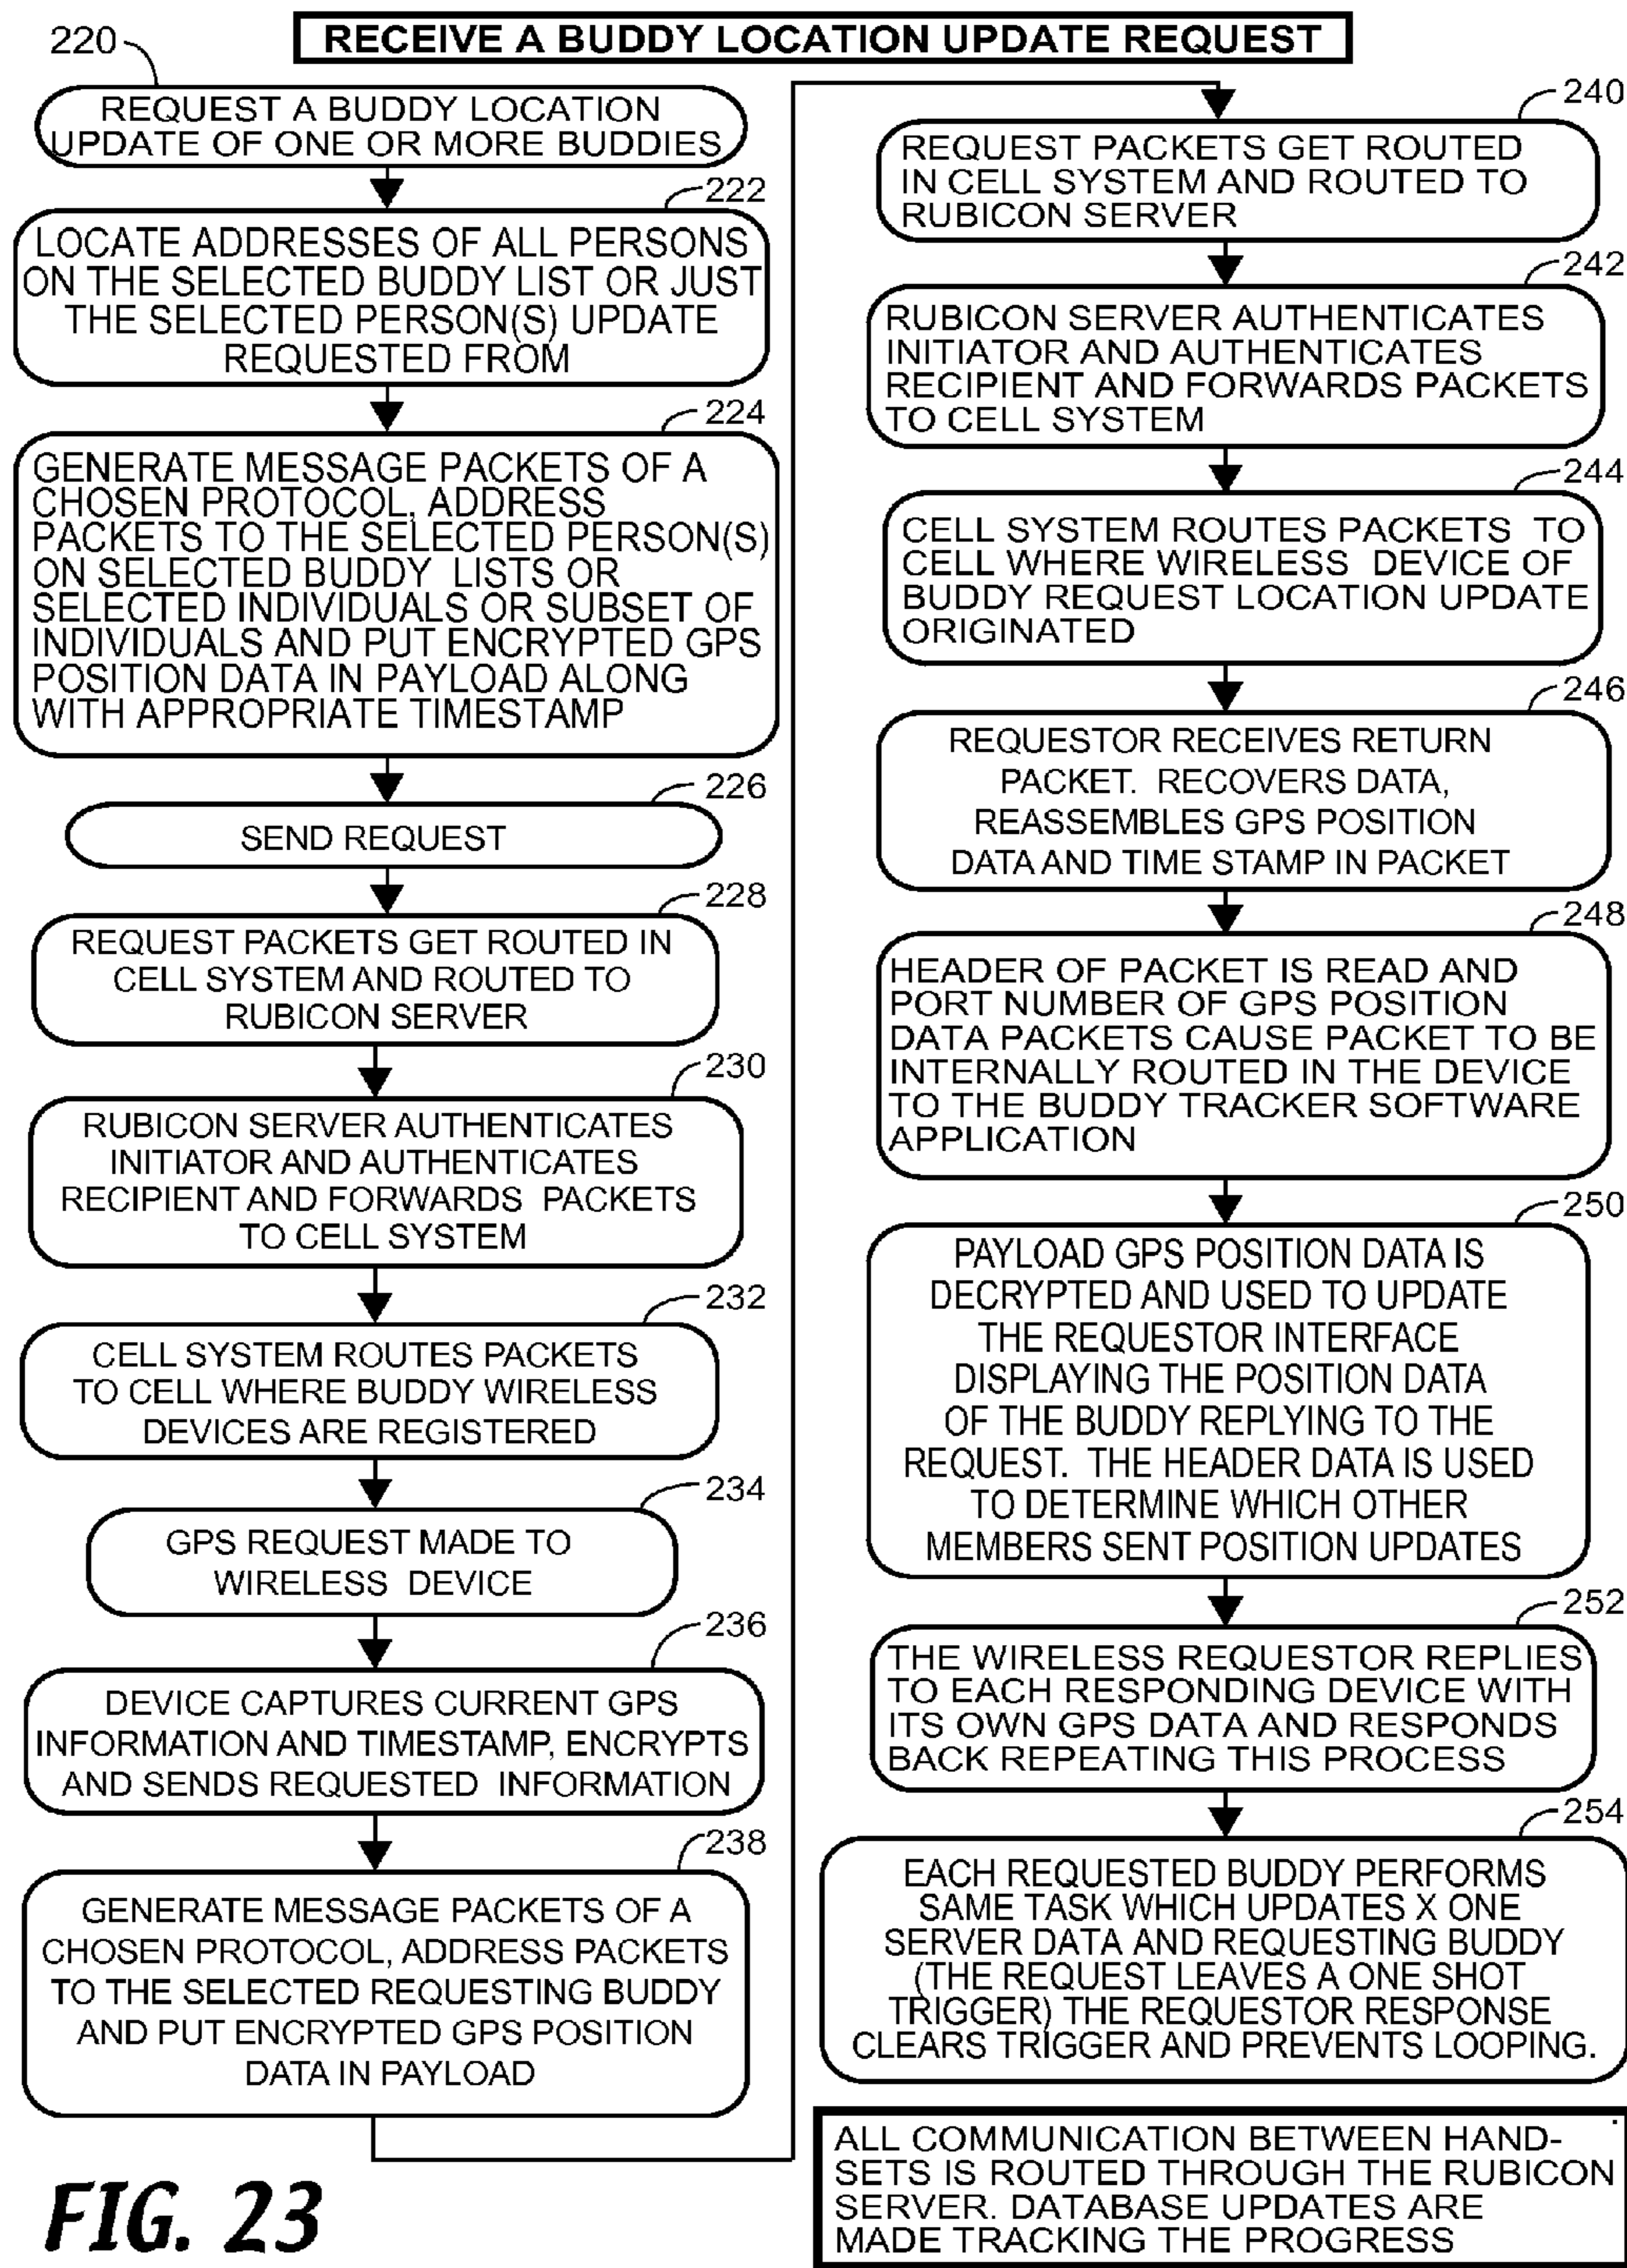 RECEIVE A BUDDY LOCATION UPDATE REQUEST
220
REQUEST A BUDDY LOCATION
UPDATE OF ONE OR MORE BUDDIES
222
LOCATE ADDRESSES OF ALL PERSONS
ON THE SELECTED BUDDY LIST OR JUST
THE SELECTED PERSON(S) UPDATE
REQUESTED FROM
224
GENERATE MESSAGE PACKETS OF A
CHOSEN PROTOCOL, ADDRESS
PACKETS TO THE SELECTED PERSON(S)
ON SELECTED BUDDY LISTS OR
SELECTED INDIVIDUALS OR SUBSET OF
INDIVIDUALS AND PUT ENCRYPTED GPS
POSITION DATA IN PAYLOAD ALONG
WITH APPROPRIATE TIMESTAMP
226
SEND REQUEST
228
REQUEST PACKETS GET ROUTED IN
CELL SYSTEM AND ROUTED TO
RUBICON SERVER
230
RUBICON SERVER AUTHENTICATES
INITIATOR AND AUTHENTICATES
RECIPIENT AND FORWARDS PACKETS
TO CELL SYSTEM
232
CELL SYSTEM ROUTES PACKETS
TO CELL WHERE BUDDY WIRELESS
DEVICES ARE REGISTERED
234
GPS REQUEST MADE TO
WIRELESS DEVICE
236
DEVICE CAPTURES CURRENT GPS
INFORMATION AND TIMESTAMP, ENCRYPTS
AND SENDS REQUESTED INFORMATION
238
GENERATE MESSAGE PACKETS OF A
CHOSEN PROTOCOL, ADDRESS PACKETS
TO THE SELECTED REQUESTING BUDDY
AND PUT ENCRYPTED GPS POSITION
DATA IN PAYLOAD
240
REQUEST PACKETS GET ROUTED
IN CELL SYSTEM AND ROUTED TO
RUBICON SERVER
242
RUBICON SERVER AUTHENTICATES
INITIATOR AND AUTHENTICATES
RECIPIENT AND FORWARDS PACKETS
TO CELL SYSTEM
244
CELL SYSTEM ROUTES PACKETS TO
CELL WHERE WIRELESS DEVICE OF
BUDDY REQUEST LOCATION UPDATE
ORIGINATED
246
REQUESTOR RECEIVES RETURN
PACKET. RECOVERS DATA,
REASSEMBLES GPS POSITION
DATA AND TIME STAMP IN PACKET
248
HEADER OF PACKET IS READ AND
PORT NUMBER OF GPS POSITION
DATA PACKETS CAUSE PACKET TO BE
INTERNALLY ROUTED IN THE DEVICE
TO THE BUDDY TRACKER SOFTWARE
APPLICATION
250
PAYLOAD GPS POSITION DATA IS
DECRYPTED AND USED TO UPDATE
THE REQUESTOR INTERFACE
DISPLAYING THE POSITION DATA
OF THE BUDDY REPLYING TO THE
REQUEST. THE HEADER DATA IS USED
TO DETERMINE WHICH OTHER
MEMBERS SENT POSITION UPDATES
252
THE WIRELESS REQUESTOR REPLIES
TO EACH RESPONDING DEVICE WITH
ITS OWN GPS DATA AND RESPONDS
BACK REPEATING THIS PROCESS
254
EACH REQUESTED BUDDY PERFORMS
SAME TASK WHICH UPDATES X ONE
SERVER DATA AND REQUESTING BUDDY
(THE REQUEST LEAVES A ONE SHOT
TRIGGER) THE REQUESTOR RESPONSE
CLEARS TRIGGER AND PREVENTS LOOPING.
ALL COMMUNICATION BETWEEN HAND-
SETS IS ROUTED THROUGH THE RUBICON
SERVER. DATABASE UPDATES ARE
MADE TRACKING THE PROGRESS
FIG. 23